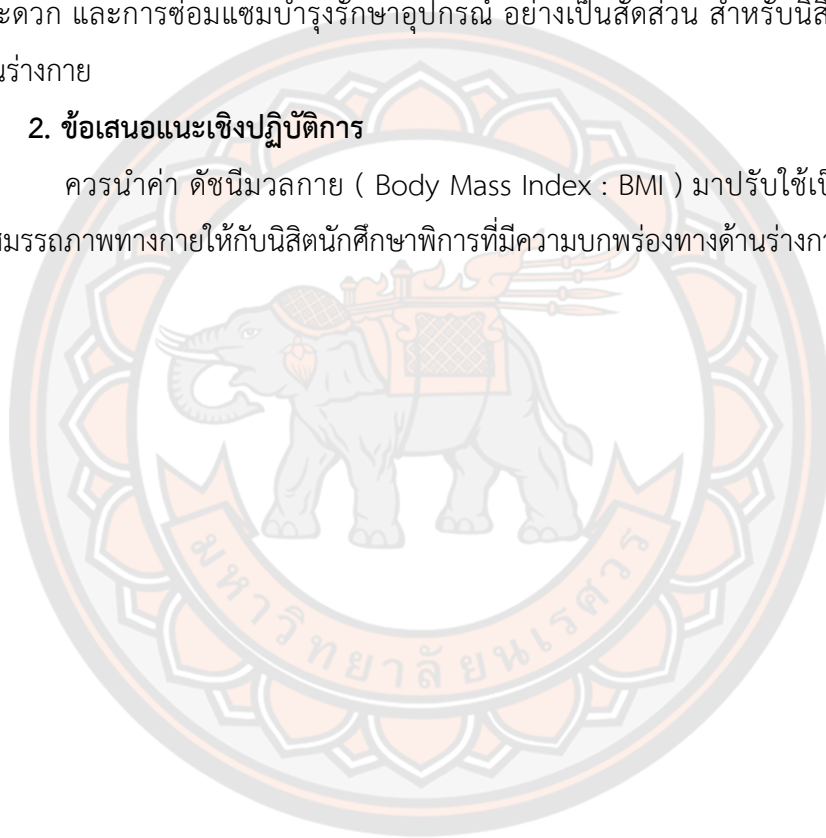 ะดวก และการซ่อมแซมบำรุงรักษาอุปกรณ์ อย่างเป็นสัดส่วน สำหรับนิสิ
นร่างกาย
2. ข้อเสนอแนะเชิงปฏิบัติการ
ควรนำค่า ดัชนีมวลกาย ( Body Mass Index : BMI ) มาปรับใช้เป็
สมรรถภาพทางกายให้กับนิสิตนักศึกษาพิการที่มีความบกพร่องทางด้านร่างกา
มหาวิทยาลัยนเรศวร